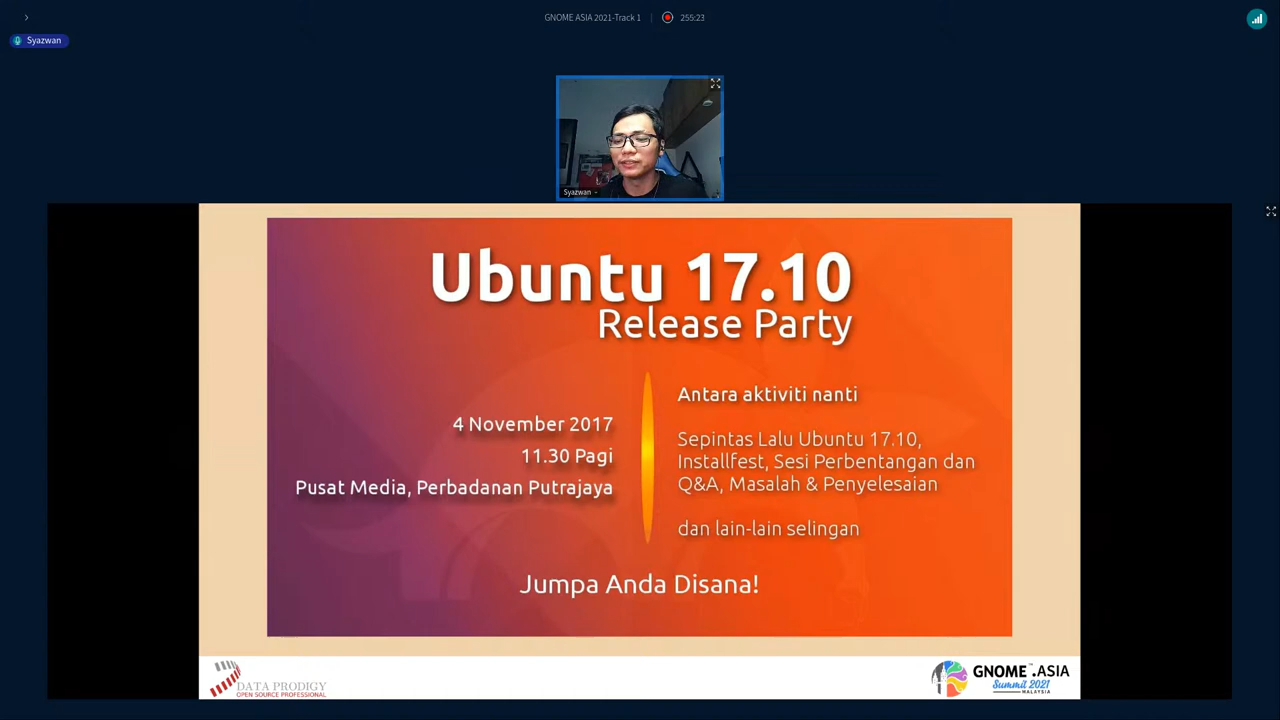 GNOME ASIA 2021-Track 1
255:23
Syazwan
Syazwan
Ubuntu 17.10
Release Party
4 November 2017
11.30 Pagi
Pusat Media, Perbadanan Putrajaya
Antara aktiviti nanti
Sepintas Lalu Ubuntu 17.10,
Installfest, Sesi Perbentangan dan
Q&A, Masalah & Penyelesaian
dan lain-lain selingan
Jumpa Anda Disana!
DATA PRODIGY
OPEN SOURCE PROFESSIONAL
GNOME™.ASIA
Summit 2021
MALAYSIA